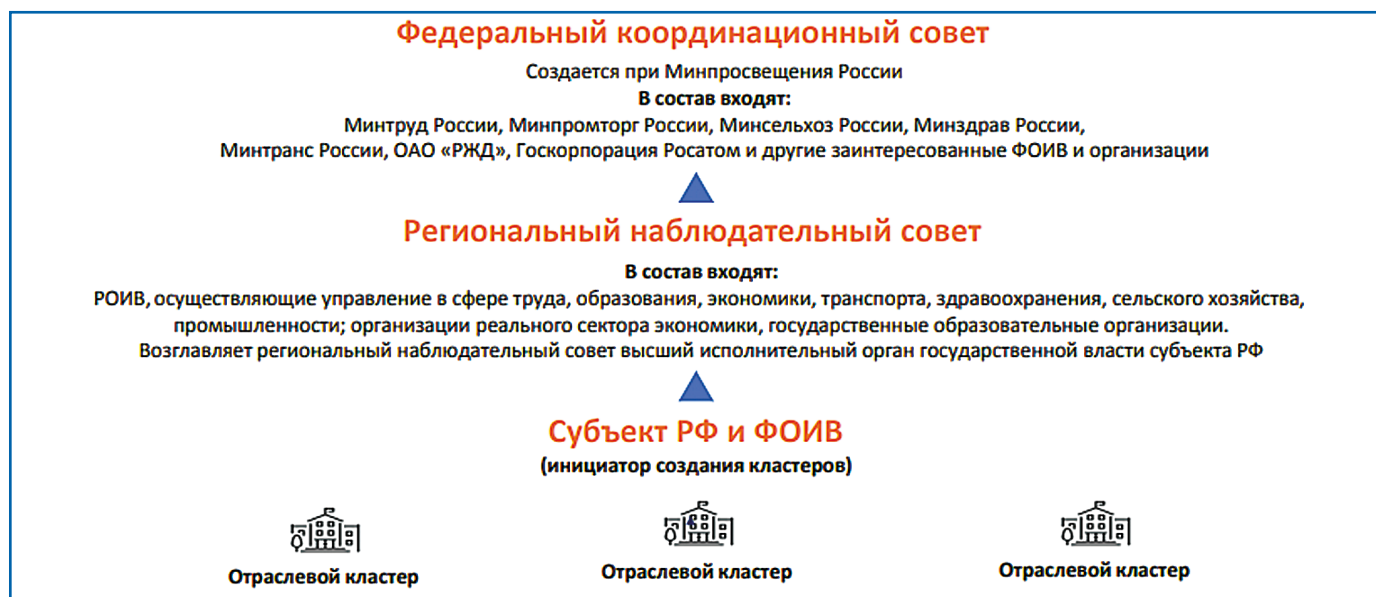 Федеральный координационный совет
Создается при Минпросвещения России
В состав входят:
Минтруд России, Минпромторг России, Минсельхоз России, Минздрав России,
Минтранс России, ОАО «РЖД», Госкорпорация Росатом и другие заинтересованные ФОИВ и организации
Региональный наблюдательный совет
В состав входят:
РОИВ, осуществляющие управление в сфере труда, образования, экономики, транспорта, здравоохранения, сельского хозяйства,
промышленности; организации реального сектора экономики, государственные образовательные организации.
Возглавляет региональный наблюдательный совет высший исполнительный орган государственной власти субъекта РФ
Субъект РФ и ФОИВ
(инициатор создания кластеров)
Отраслевой кластер
Отраслевой кластер
Отраслевой кластер